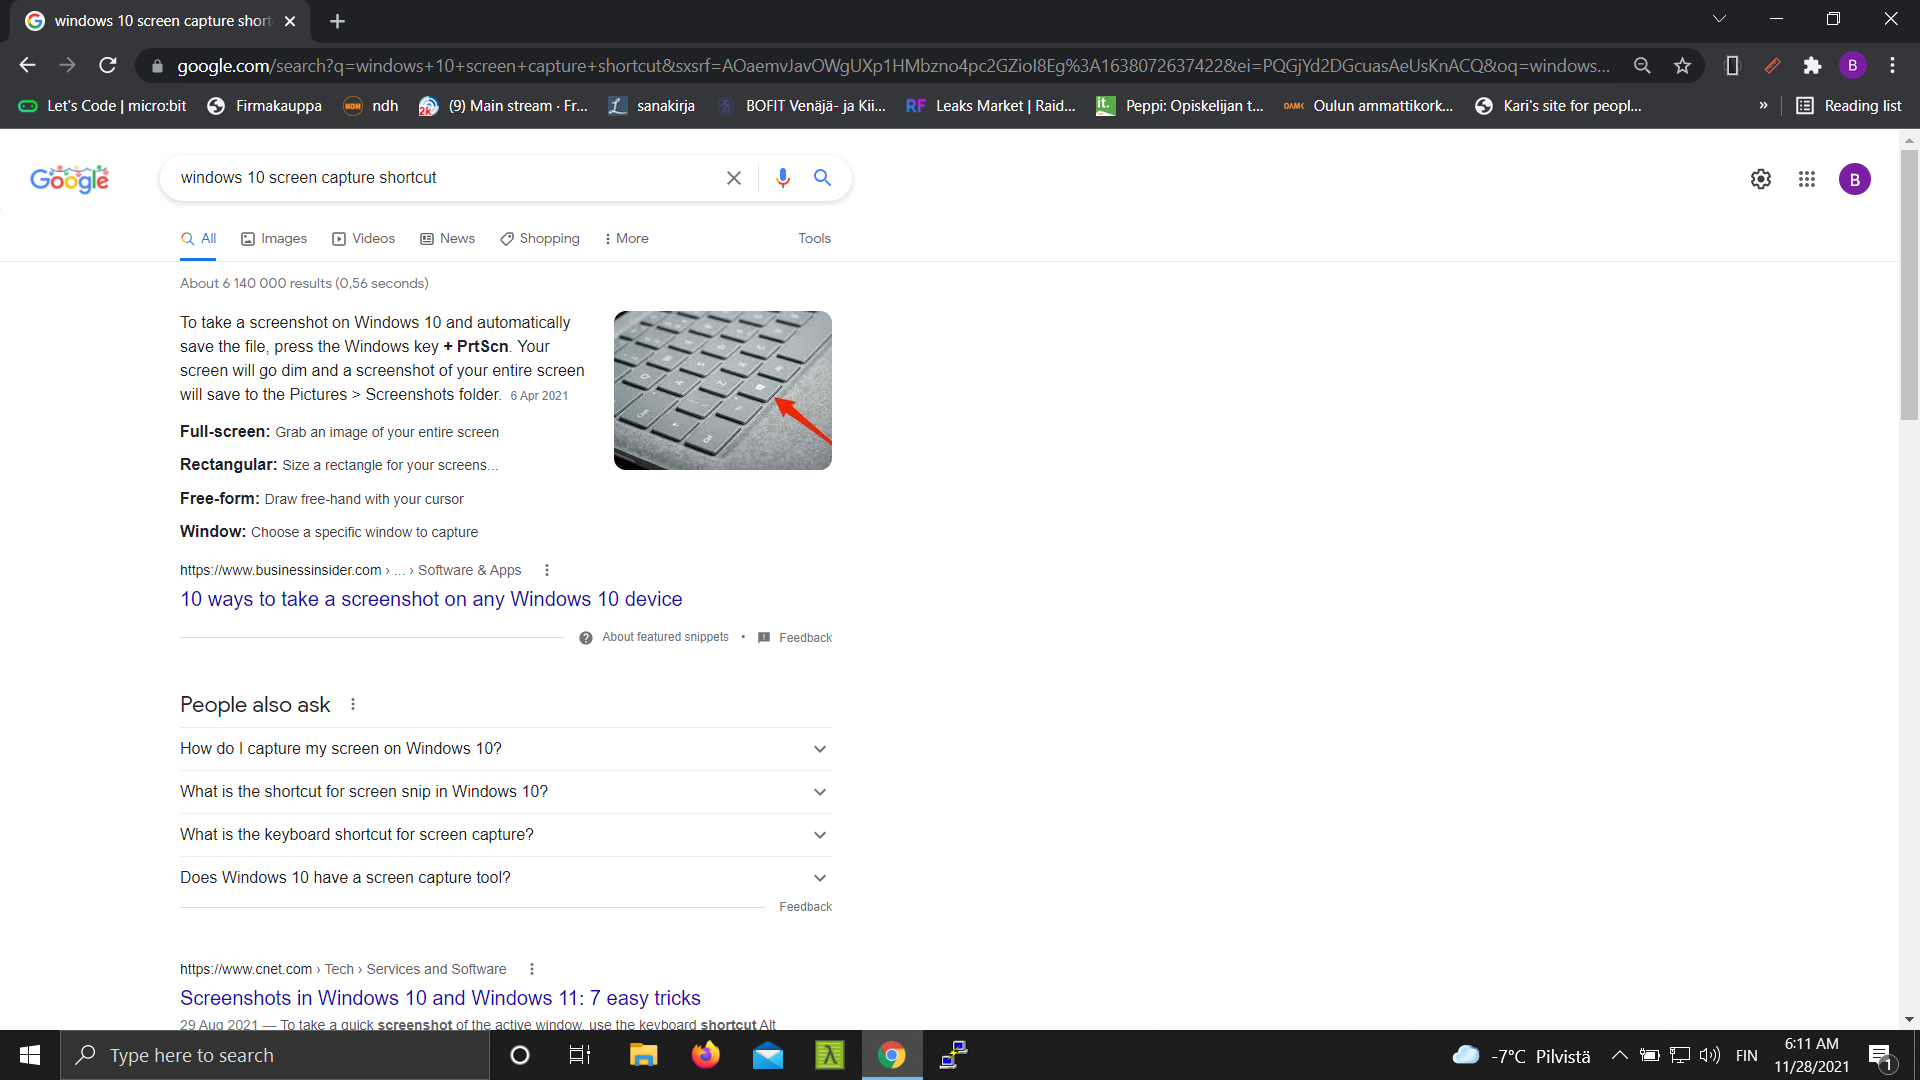 windows 10 screen capture short
google.com/search?q=windows+10+screen+capture+shortcut&sxsrf=AOaemvJavOWgUXp1HMbzno4pc2GZioI8Eg%3A1638072637422&ei=PQGjYd2DGcuasAeUsKnACQ&oq=windows...
B
Let's Code | micro:bit
Firmakauppa
NDH
ndh
2K
(9) Main stream · Fr...
L
sanakirja
BOFIT Venäjä- ja Kii...
RF
Leaks Market | Raid...
it.
Peppi: Opiskelijan t...
OAMK
Oulun ammattikork...
Kari's site for peopl...
»
Reading list
Google
windows 10 screen capture shortcut
B
All
Images
Videos
News
Shopping
More
Tools
About 6 140 000 results (0,56 seconds)
To take a screenshot on Windows 10 and automatically
save the file, press the Windows key + PrtScn. Your
screen will go dim and a screenshot of your entire screen
will save to the Pictures > Screenshots folder. 6 Apr 2021
Full-screen: Grab an image of your entire screen
Rectangular: Size a rectangle for your screens...
Free-form: Draw free-hand with your cursor
Window: Choose a specific window to capture
https://www.businessinsider.com › ... › Software & Apps
10 ways to take a screenshot on any Windows 10 device
About featured snippets • Feedback
People also ask
How do I capture my screen on Windows 10?
What is the shortcut for screen snip in Windows 10?
What is the keyboard shortcut for screen capture?
Does Windows 10 have a screen capture tool?
Feedback
https://www.cnet.com › Tech › Services and Software
Screenshots in Windows 10 and Windows 11: 7 easy tricks
29 Aug 2021 — To take a quick screenshot of the active window, use the keyboard shortcut Alt
Type here to search
-7°C Pilvistä
FIN
6:11 AM
11/28/2021
1